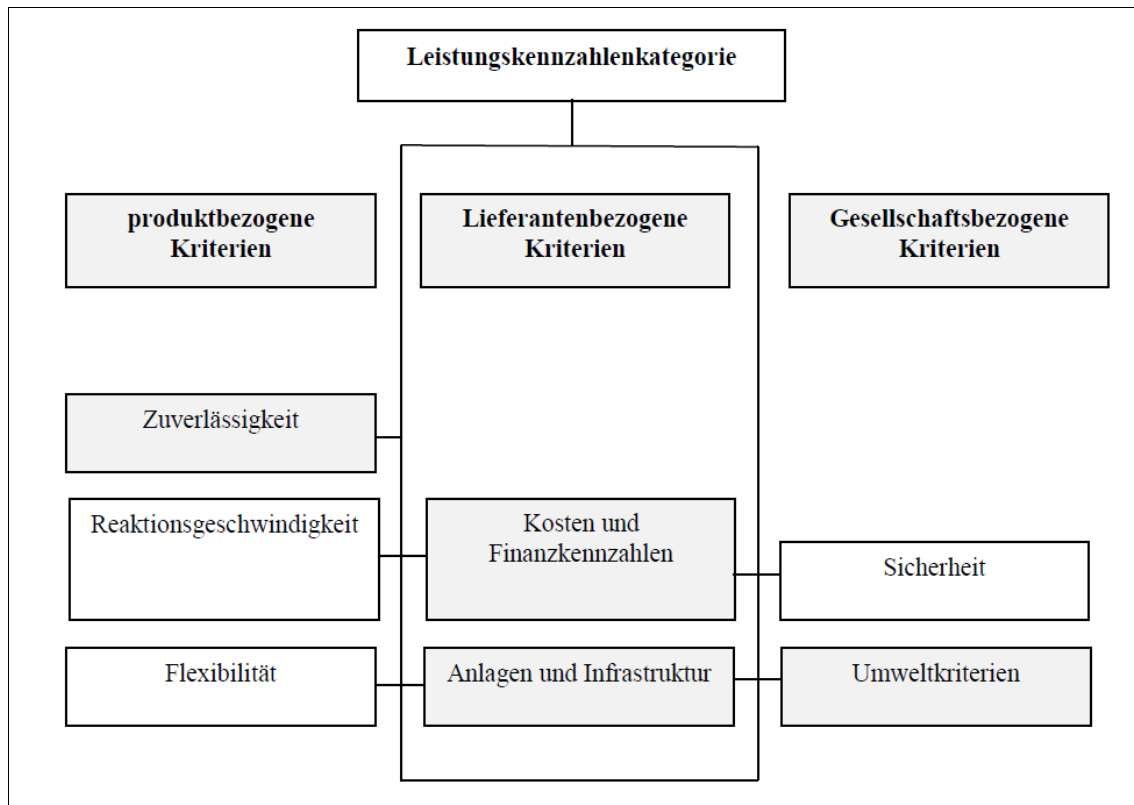 Leistungskennzahlenkategorie
produktbezogene
Kriterien
Lieferantenbezogene
Kriterien
Gesellschaftsbezogene
Kriterien
Zuverlässigkeit
Reaktionsgeschwindigkeit
Kosten und
Finanzkennzahlen
Sicherheit
Flexibilität
Anlagen und Infrastruktur
Umweltkriterien